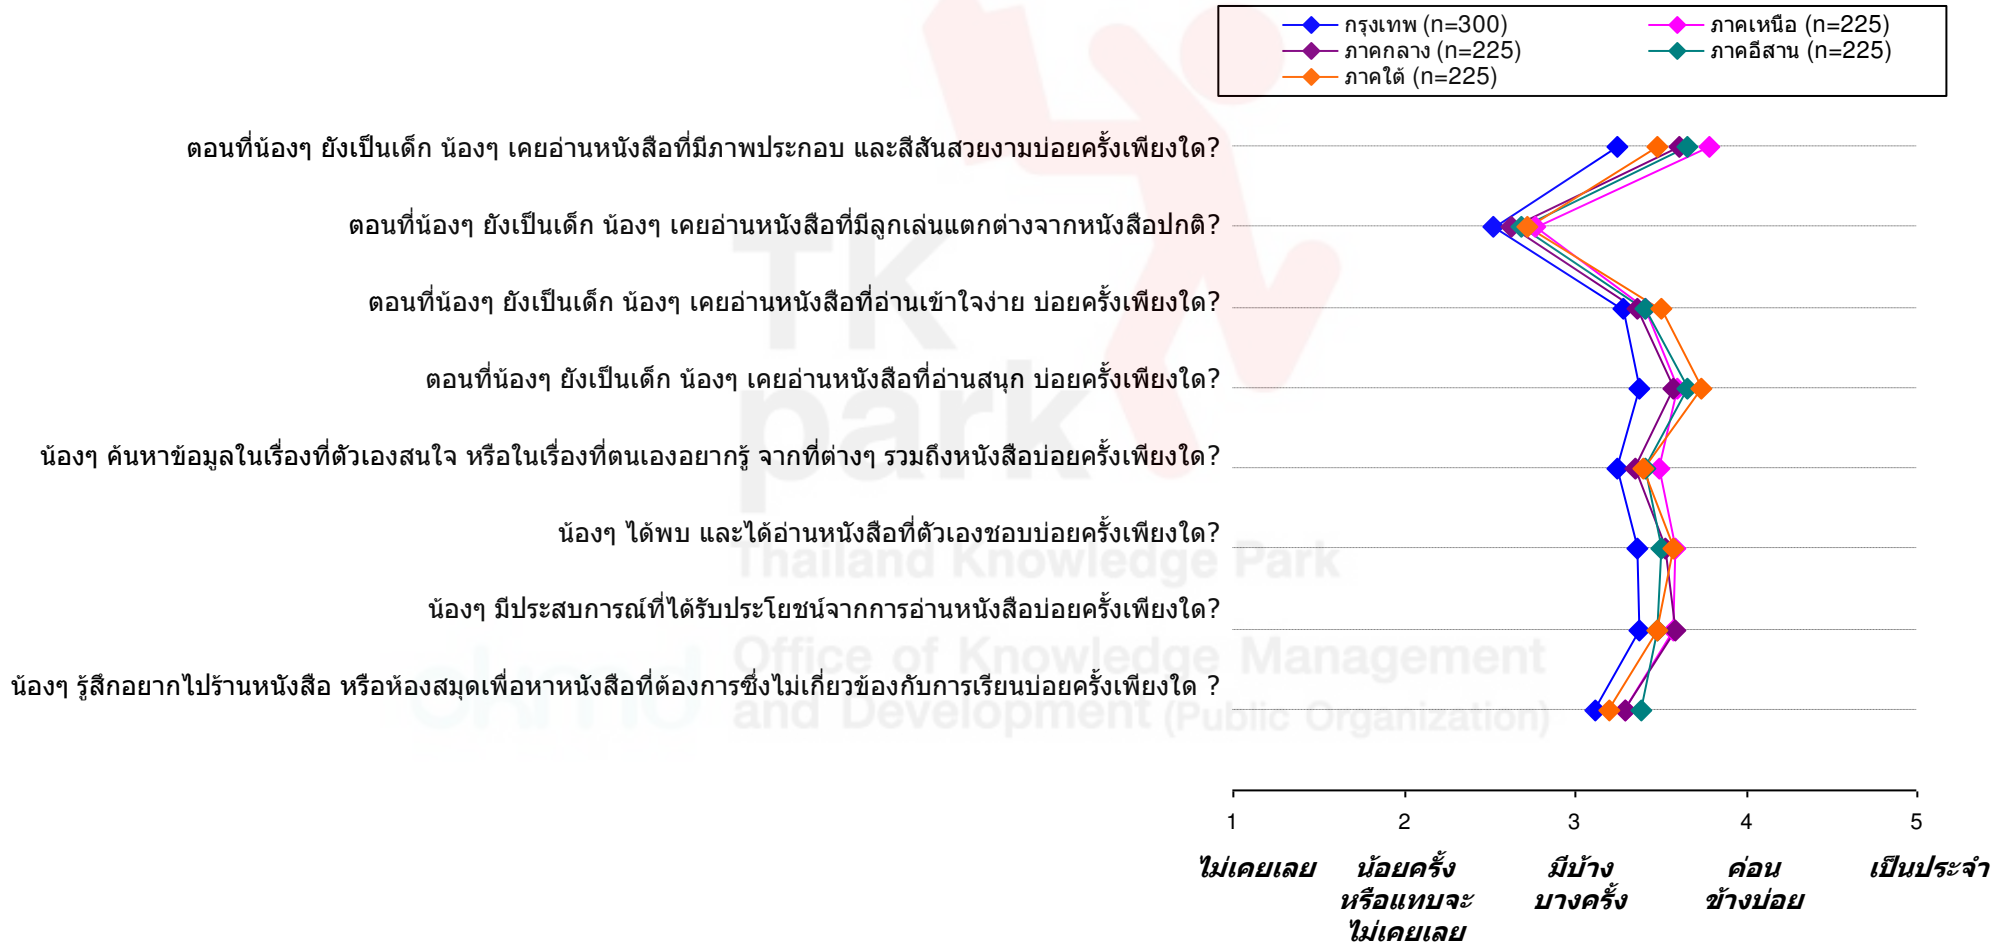 กรุงเทพ (n=300) ภาคเหนือ (n=225)
ภาคกลาง (n=225) ภาคอีสาน (n=225)
ภาคใต้ (n=225)
ตอนที่น้องๆ ยังเป็นเด็ก น้องๆ เคยอ่านหนังสือที่มีภาพประกอบ และสีสันสวยงามบ่อยครั้งเพียงใด?
ตอนที่น้องๆ ยังเป็นเด็ก น้องๆ เคยอ่านหนังสือที่มีลูกเล่นแตกต่างจากหนังสือปกติ?
ตอนที่น้องๆ ยังเป็นเด็ก น้องๆ เคยอ่านหนังสือที่อ่านเข้าใจง่าย บ่อยครั้งเพียงใด?
ตอนที่น้องๆ ยังเป็นเด็ก น้องๆ เคยอ่านหนังสือที่อ่านสนุก บ่อยครั้งเพียงใด?
น้องๆ ค้นหาข้อมูลในเรื่องที่ตัวเองสนใจ หรือในเรื่องที่ตนเองอยากรู้ จากที่ต่างๆ รวมถึงหนังสือบ่อยครั้งเพียงใด?
น้องๆ ได้พบ และได้อ่านหนังสือที่ตัวเองชอบบ่อยครั้งเพียงใด?
น้องๆ มีประสบการณ์ที่ได้รับประโยชน์จากการอ่านหนังสือบ่อยครั้งเพียงใด?
น้องๆ รู้สึกอยากไปร้านหนังสือ หรือห้องสมุดเพื่อหาหนังสือที่ต้องการซึ่งไม่เกี่ยวข้องกับการเรียนบ่อยครั้งเพียงใด ?
TK
park
Thailand Knowledge Park
okmd
Office of Knowledge Management
and Development (Public Organization)
1 2 3 4 5
ไม่เคยเลย น้อยครั้ง มีบ้าง ค่อน เป็นประจำ
หรือแทบจะ บางครั้ง ข้างบ่อย
ไม่เคยเลย